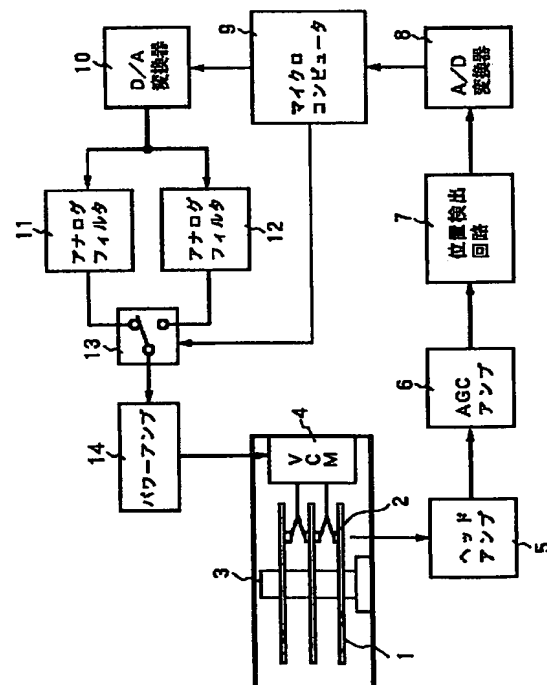 10
D/A
変換器
9
マイクロ
コンピュータ
8
A/D
変換器
11
アナログ
フィルタ
アナログ
フィルタ
12
7
位置検出
回路
13
14
パワーアンプ
6
AGC
アンプ
4
VCM
3
2
1
ヘッド
アンプ
5